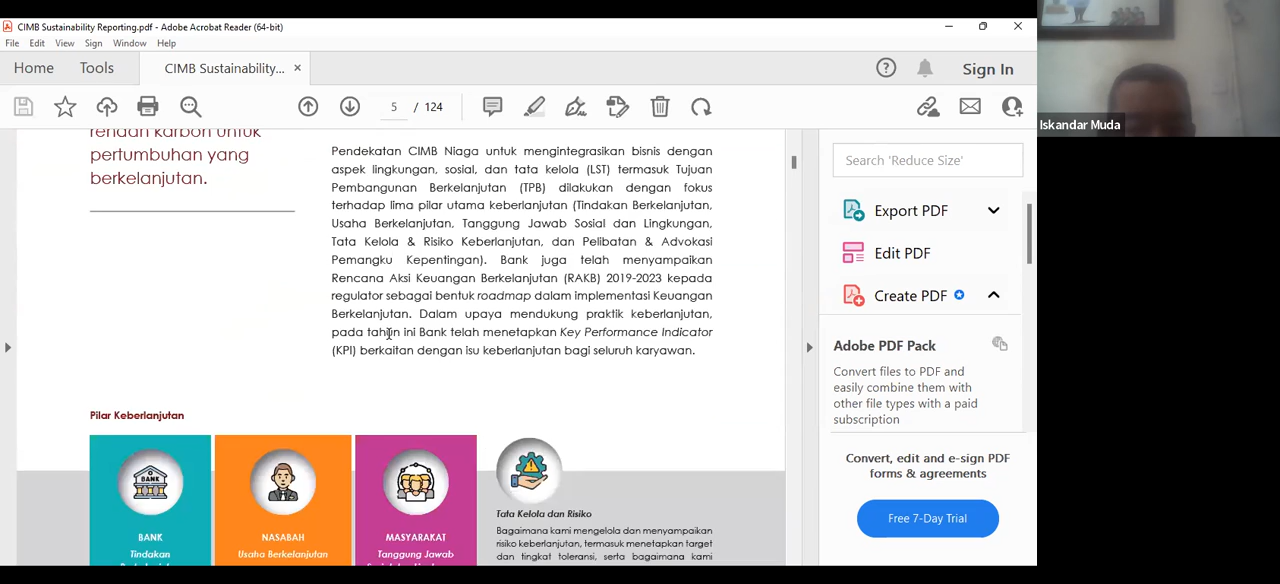 CIMB Sustainability Reporting.pdf - Adobe Acrobat Reader (64-bit)
File Edit View Sign Window Help
Home Tools CIMB Sustainability... × Sign In
5 / 124
rendah karbon untuk
pertumbuhan yang
berkelanjutan.
Pendekatan CIMB Niaga untuk mengintegrasikan bisnis dengan
aspek lingkungan, sosial, dan tata kelola (LST) termasuk Tujuan
Pembangunan Berkelanjutan (TPB) dilakukan dengan fokus
terhadap lima pilar utama keberlanjutan (Tindakan Berkelanjutan,
Usaha Berkelanjutan, Tanggung Jawab Sosial dan Lingkungan,
Tata Kelola & Risiko Keberlanjutan, dan Pelibatan & Advokasi
Pemangku Kepentingan). Bank juga telah menyampaikan
Rencana Aksi Keuangan Berkelanjutan (RAKB) 2019-2023 kepada
regulator sebagai bentuk roadmap dalam implementasi Keuangan
Berkelanjutan. Dalam upaya mendukung praktik keberlanjutan,
pada tahun ini Bank telah menetapkan Key Performance Indicator
(KPI) berkaitan dengan isu keberlanjutan bagi seluruh karyawan.
Pilar Keberlanjutan
BANK
BANK
Tindakan
NASABAH
Usaha Berkelanjutan
MASYARAKAT
Tanggung Jawab
Tata Kelola dan Risiko
Bagaimana kami mengelola dan menyampaikan
risiko keberlanjutan, termasuk menetapkan target
dan tingkat toleransi, serta bagaimana kami
Search 'Reduce Size'
Export PDF
Edit PDF
Create PDF
Adobe PDF Pack
Convert files to PDF and
easily combine them with
other file types with a paid
subscription
Convert, edit and e-sign PDF
forms & agreements
Free 7-Day Trial
Iskandar Muda